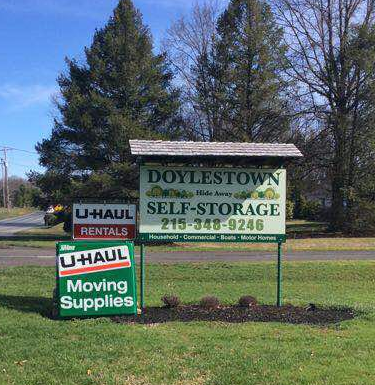 DOYLESTOWN
Hide Away
SELF-STORAGE
215-348-9246
Household - Commercial - Boats - Motor Homes
U-HAUL
RENTALS
U-HAUL
Moving
Supplies